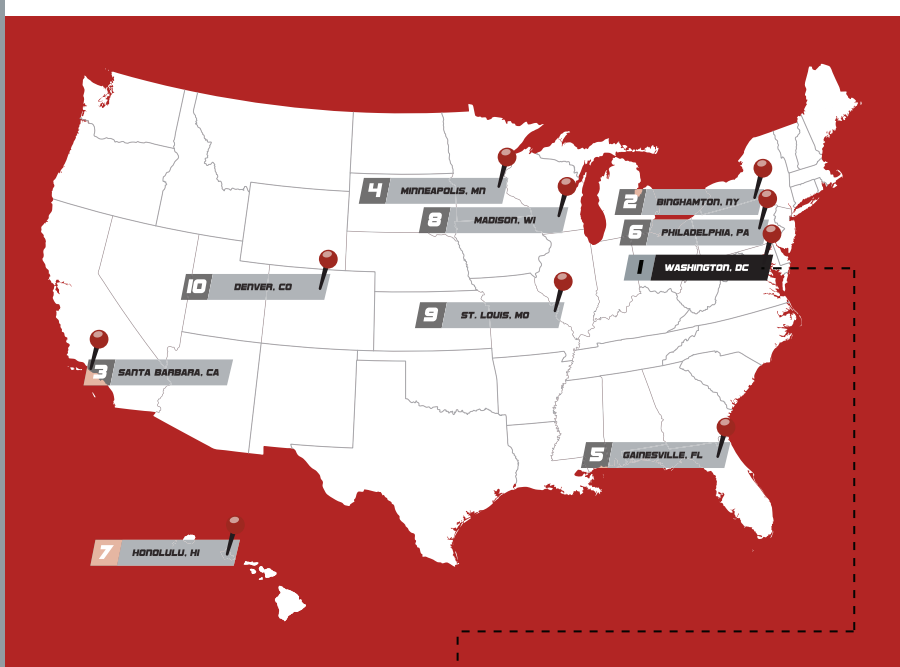 4 MINNEAPOLIS, MN
2 BINGHAMTON, NY
8 MADISON, WI
6 PHILADELPHIA, PA
1 WASHINGTON, DC
10 DENVER, CO
9 ST. LOUIS, MO
3 SANTA BARBARA, CA
5 GAINESVILLE, FL
7 HONOLULU, HI